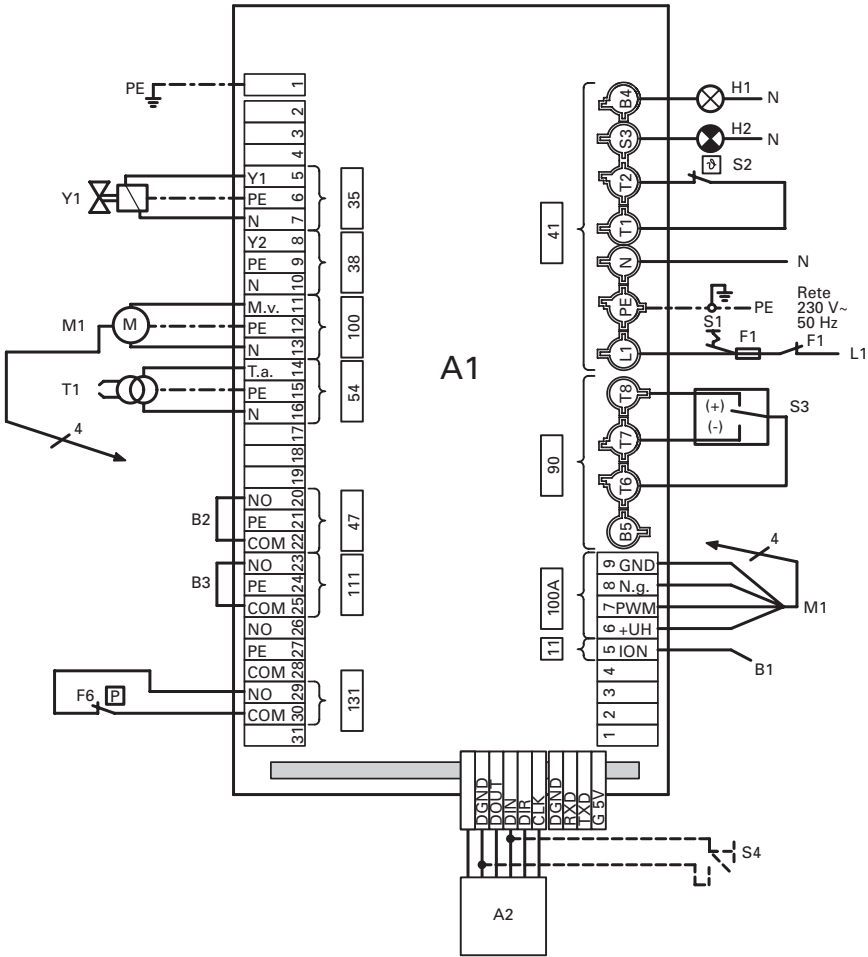 PE
1
2
3
4
Y1
Y1 5
PE 6
N 7
35
Y2 8
PE 9
N 10
38
M1
M
M.v. 11
PE 12
N 13
100
T1
T.a. 14
PE 15
N 16
54
4
17
18
19
B2
NO 20
PE 21
COM 22
47
B3
NO 23
PE 24
COM 25
111
NO 26
PE 27
COM 28
F6 P
NO 29
COM 30
131
31
A1
41
B4
H1
N
S3
H2
N
T2
ϑ
S2
T1
N
N
PE
PE
S1
Rete
230 V~
50 Hz
L1
F1
F1
L1
90
T8
T7
T6
B5
(+)
(-)
S3
4
100A
9 GND
8 N.g.
7 PWM
6 +UH
M1
11
5 ION
B1
4
3
2
1
DGND
DOUT
DIN
DIR
CLK
DGND
RXD
TXD
G 5V
S4
A2